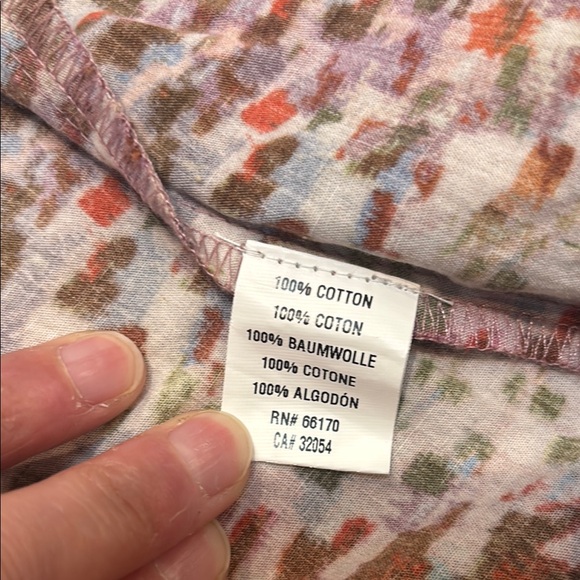 100% COTTON
100% COTON
100% BAUMWOLLE
100% COTONE
100% ALGODÓN
RN# 66170
CA# 32054